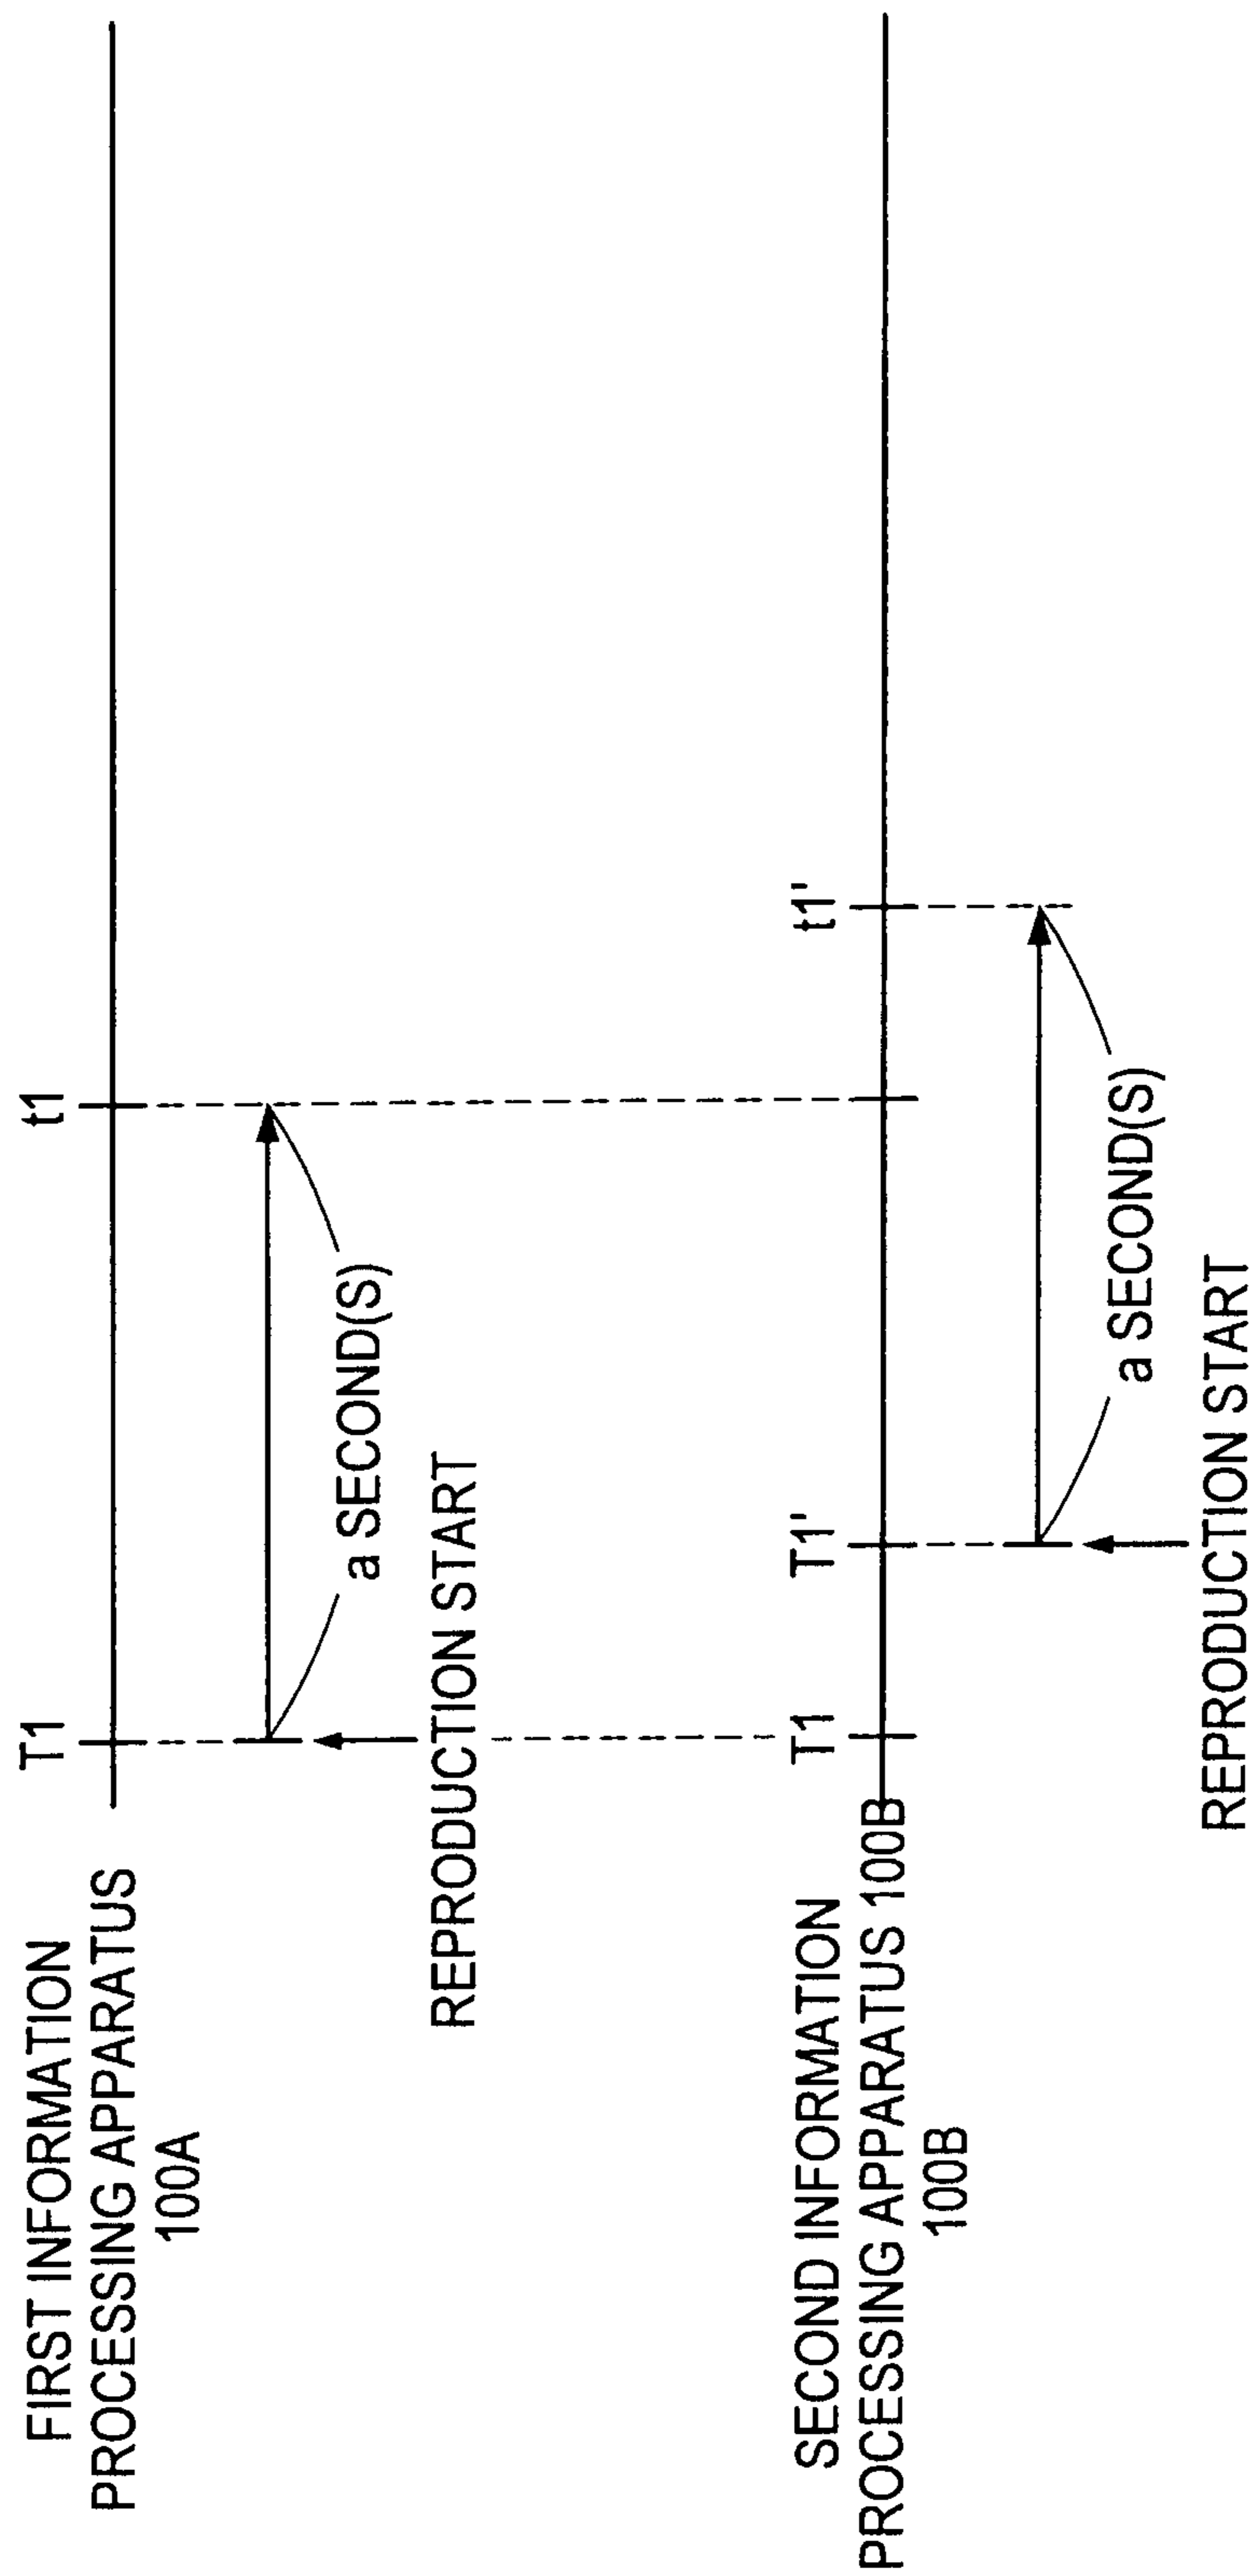 FIRST INFORMATION
PROCESSING APPARATUS
100A
T1
t1
a SECOND(S)
REPRODUCTION START
SECOND INFORMATION
PROCESSING APPARATUS 100B
100B
T1
T1'
t1'
a SECOND(S)
REPRODUCTION START